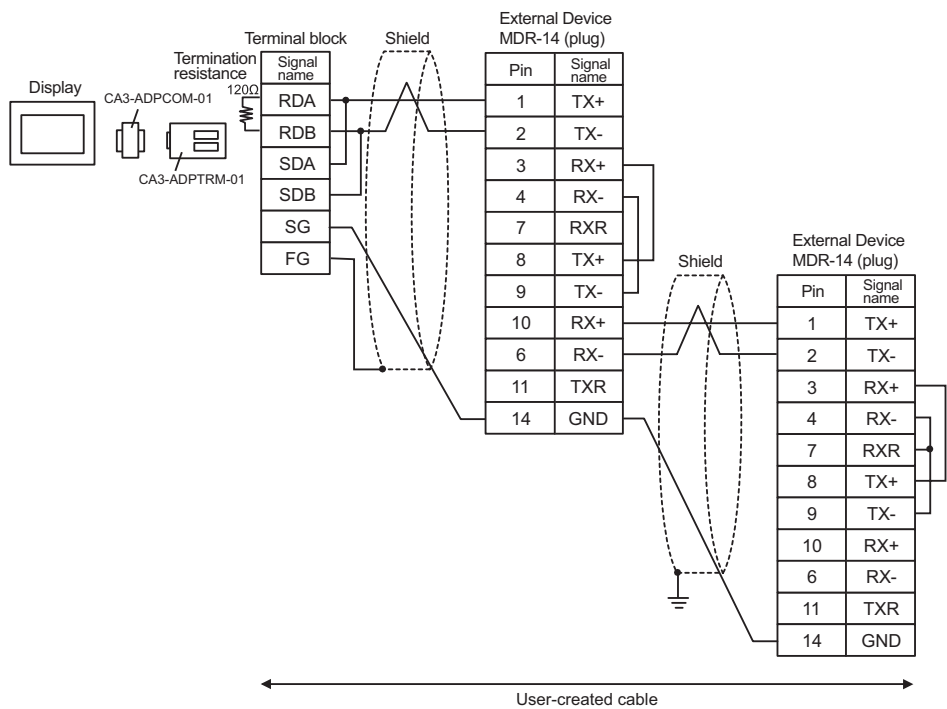 External Device
MDR-14 (plug)
Terminal block
Shield
Termination
resistance
120Ω
Display
CA3-ADPCOM-01
CA3-ADPTRM-01
Signal
name
RDA
RDB
SDA
SDB
SG
FG
Pin
Signal
name
1 TX+
2 TX-
3 RX+
4 RX-
7 RXR
8 TX+
9 TX-
10 RX+
6 RX-
11 TXR
14 GND
Shield
External Device
MDR-14 (plug)
Pin
Signal
name
1 TX+
2 TX-
3 RX+
4 RX-
7 RXR
8 TX+
9 TX-
10 RX+
6 RX-
11 TXR
14 GND
User-created cable